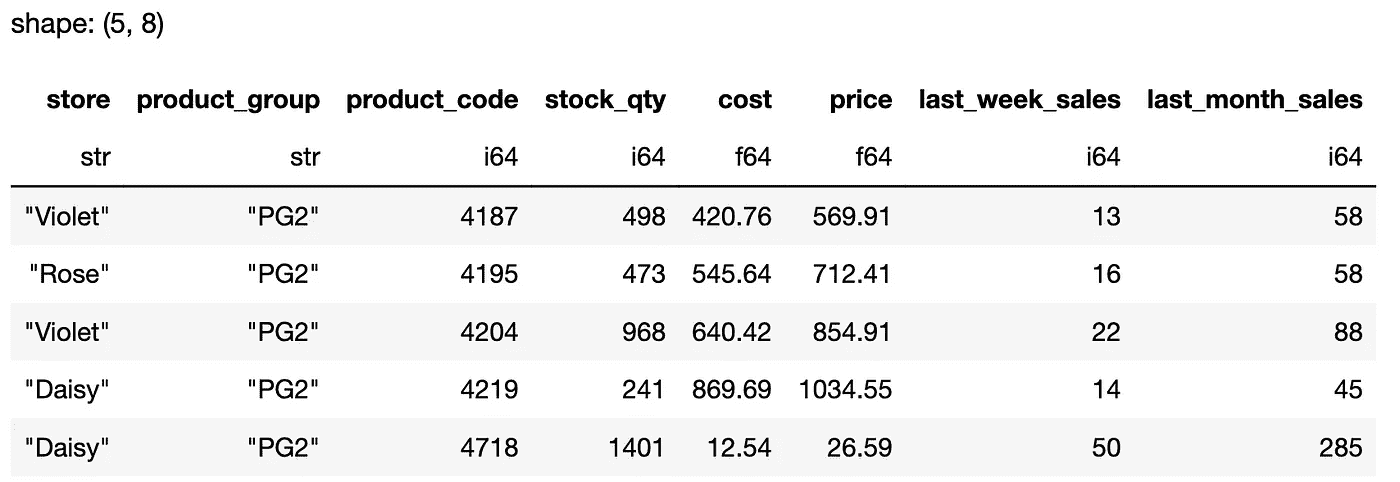 shape: (5, 8)
store product_group product_code stock_qty cost price last_week_sales last_month_sales
str str i64 i64 f64 f64 i64 i64
"Violet" "PG2" 4187 498 420.76 569.91 13 58
"Rose" "PG2" 4195 473 545.64 712.41 16 58
"Violet" "PG2" 4204 968 640.42 854.91 22 88
"Daisy" "PG2" 4219 241 869.69 1034.55 14 45
"Daisy" "PG2" 4718 1401 12.54 26.59 50 285